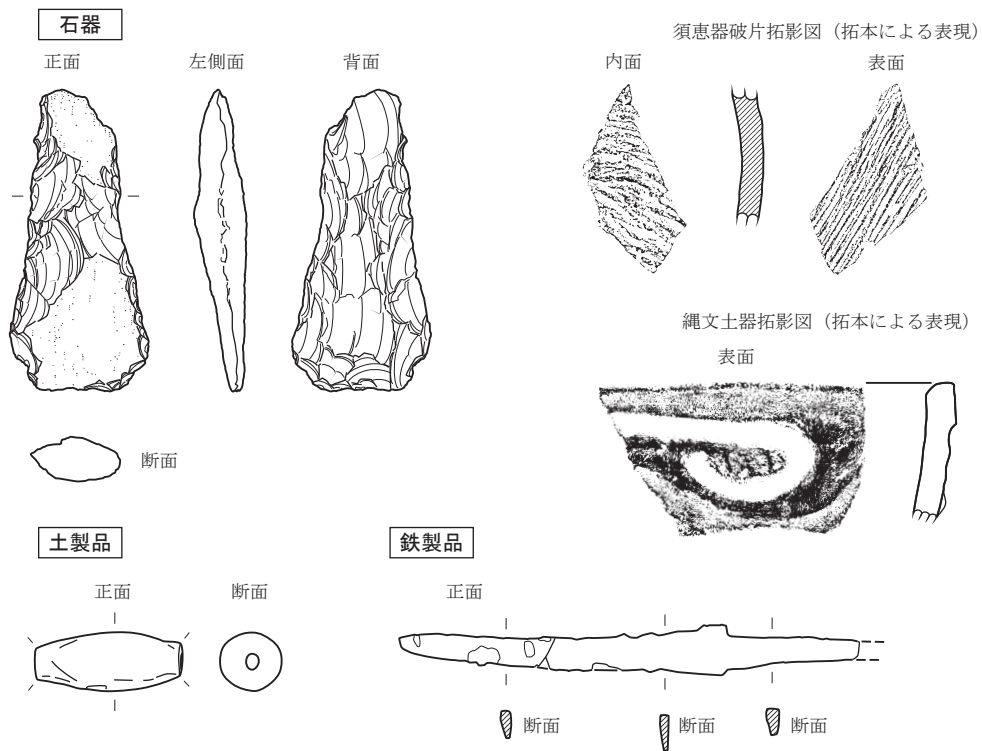 石器
正面 左側面 背面
断面
須恵器破片拓影図（拓本による表現）
内面 表面
縄文土器拓影図（拓本による表現）
表面
土製品
正面 断面
鉄製品
正面
断面 断面 断面